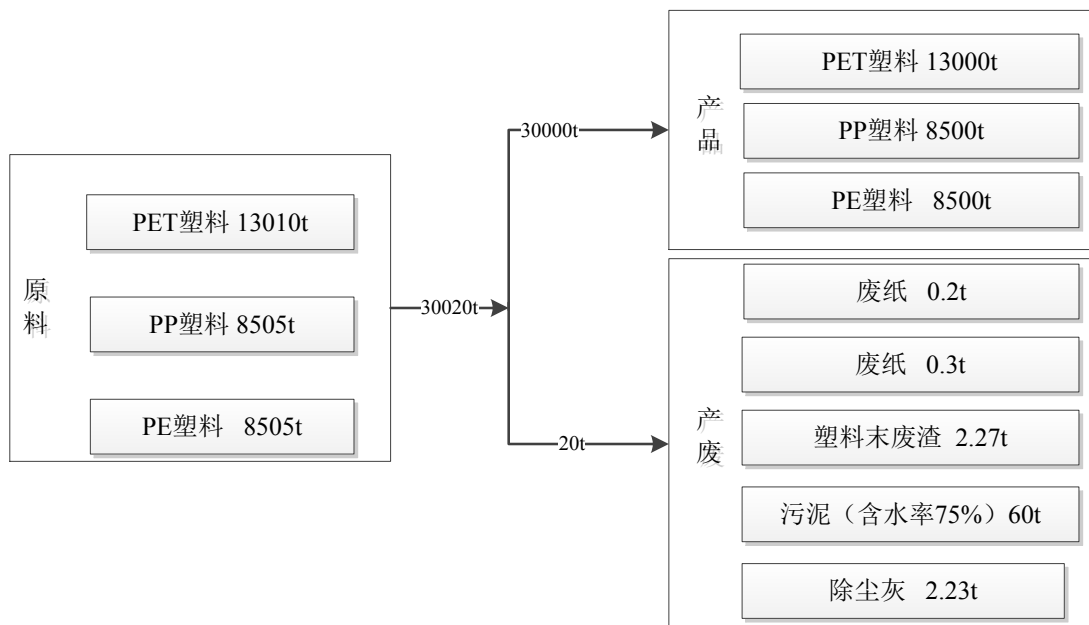 原料
PET塑料 13010t
PP塑料 8505t
PE塑料 8505t
30020t
30000t
20t
产品
PET塑料 13000t
PP塑料 8500t
PE塑料 8500t
产废
废纸 0.2t
废纸 0.3t
塑料末废渣 2.27t
污泥（含水率75%）60t
除尘灰 2.23t